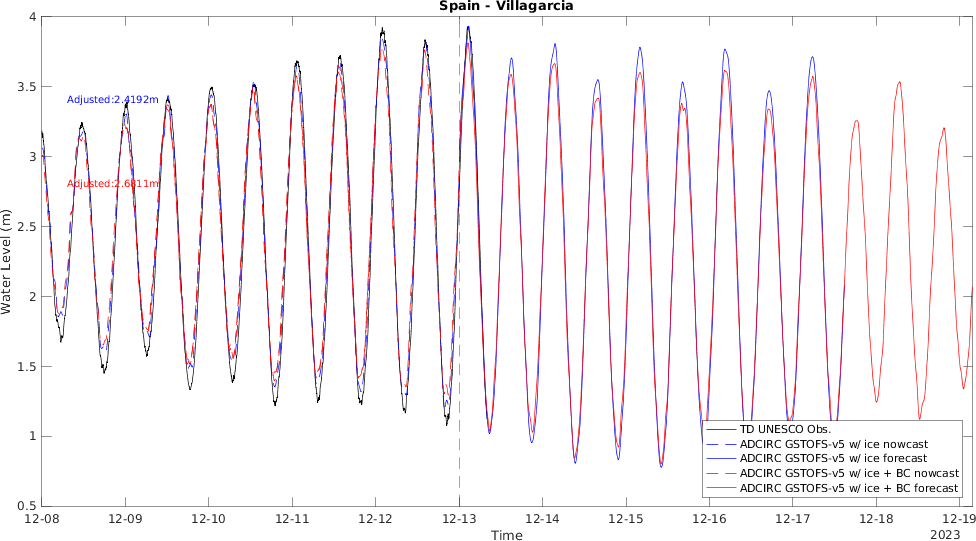 Spain - Villagarcia
4
3.5
3
2.5
2
1.5
1
0.5
Water Level (m)
Adjusted:2.4192m
Adjusted:2.6811m
TD UNESCO Obs.
ADCIRC GSTOFS-v5 w/ ice nowcast
ADCIRC GSTOFS-v5 w/ ice forecast
ADCIRC GSTOFS-v5 w/ ice + BC nowcast
ADCIRC GSTOFS-v5 w/ ice + BC forecast
12-08 12-09 12-10 12-11 12-12 12-13 12-14 12-15 12-16 12-17 12-18 12-19
Time
2023